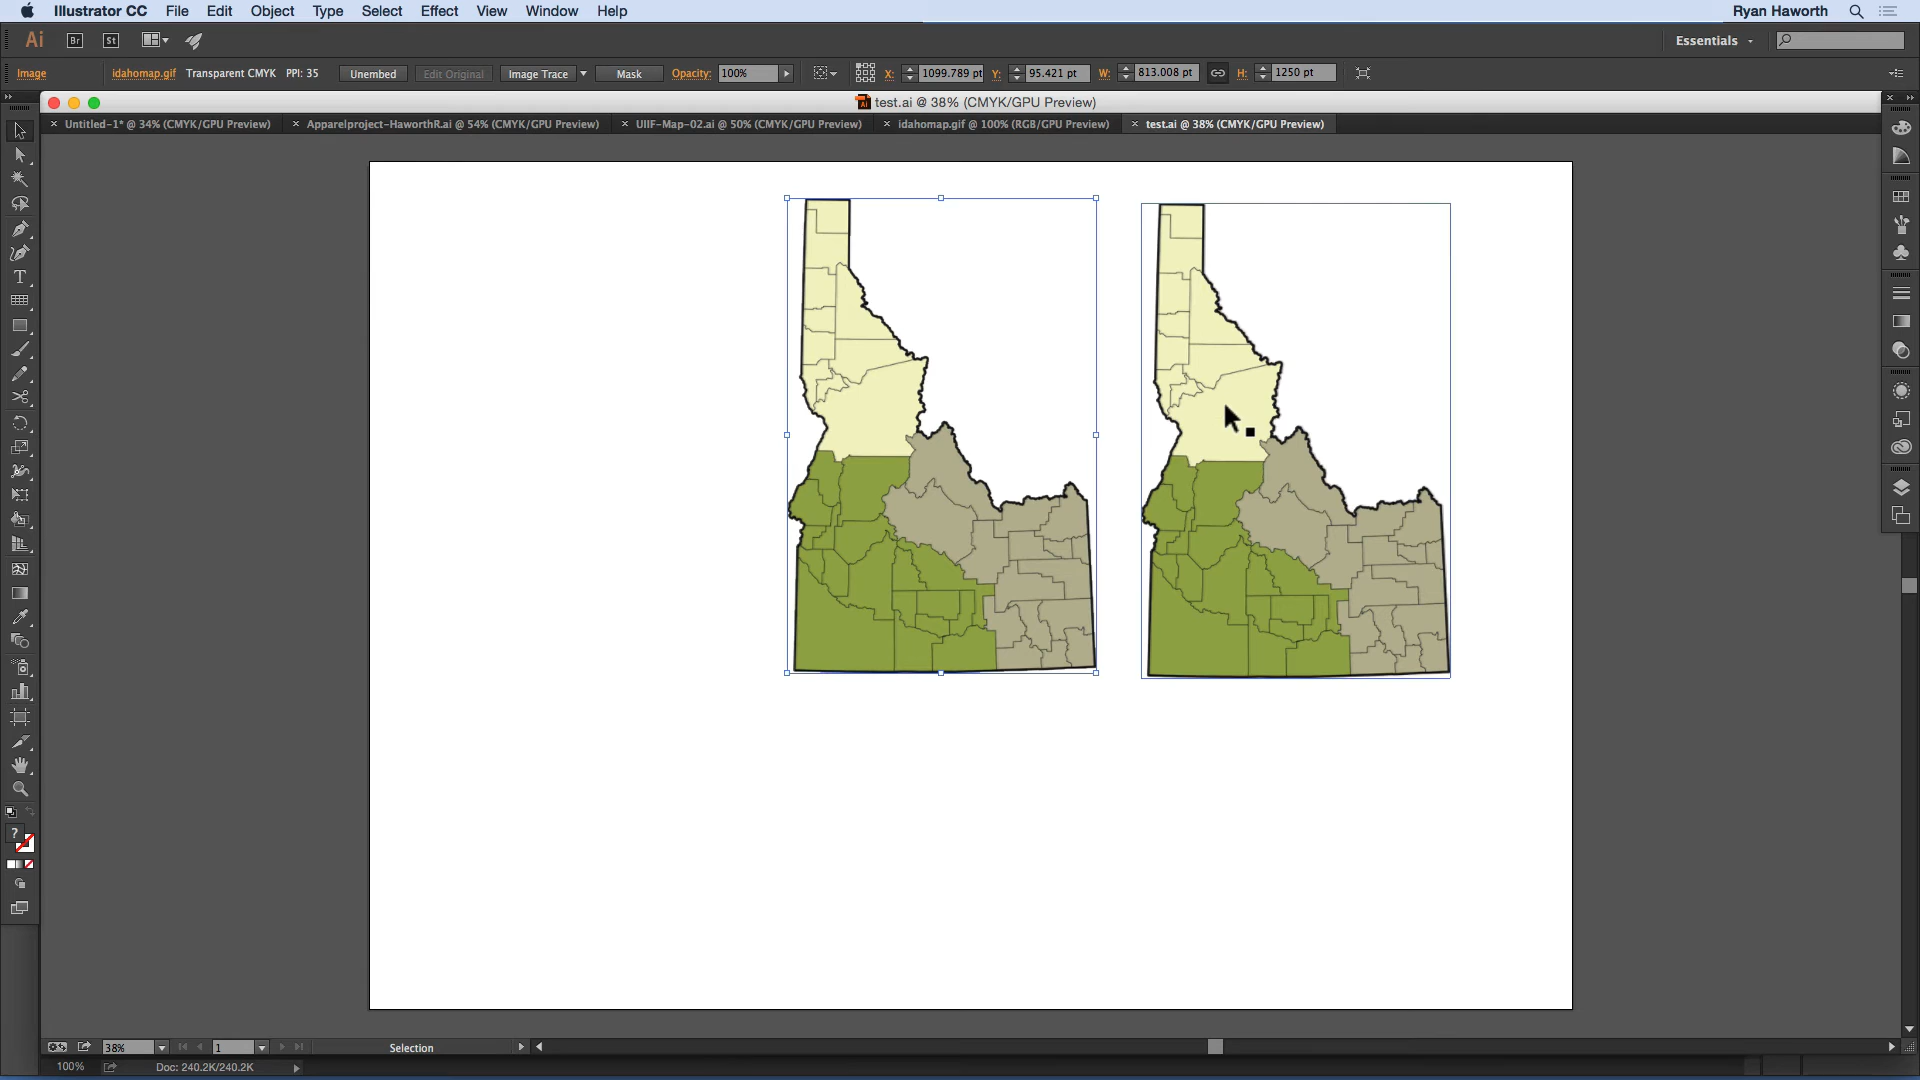 Illustrator CC File Edit Object Type Select Effect View Window Help Ryan Haworth
Ai Br St Essentials
Image idahomap.gif Transparent CMYK PPI: 35 Unembed Edit Original Image Trace Mask Opacity: 100% X: 1099.789 pt Y: 95.421 pt W: 813.008 pt H: 1250 pt
test.ai @ 38% (CMYK/GPU Preview)
Untitled-1* @ 34% (CMYK/GPU Preview) Apparelproject-HaworthR.ai @ 54% (CMYK/GPU Preview) UIIF-Map-02.ai @ 50% (CMYK/GPU Preview) idahomap.gif @ 100% (RGB/GPU Preview) test.ai @ 38% (CMYK/GPU Preview)
T
?
38% 1 Selection
100% Doc: 240.2K/240.2K